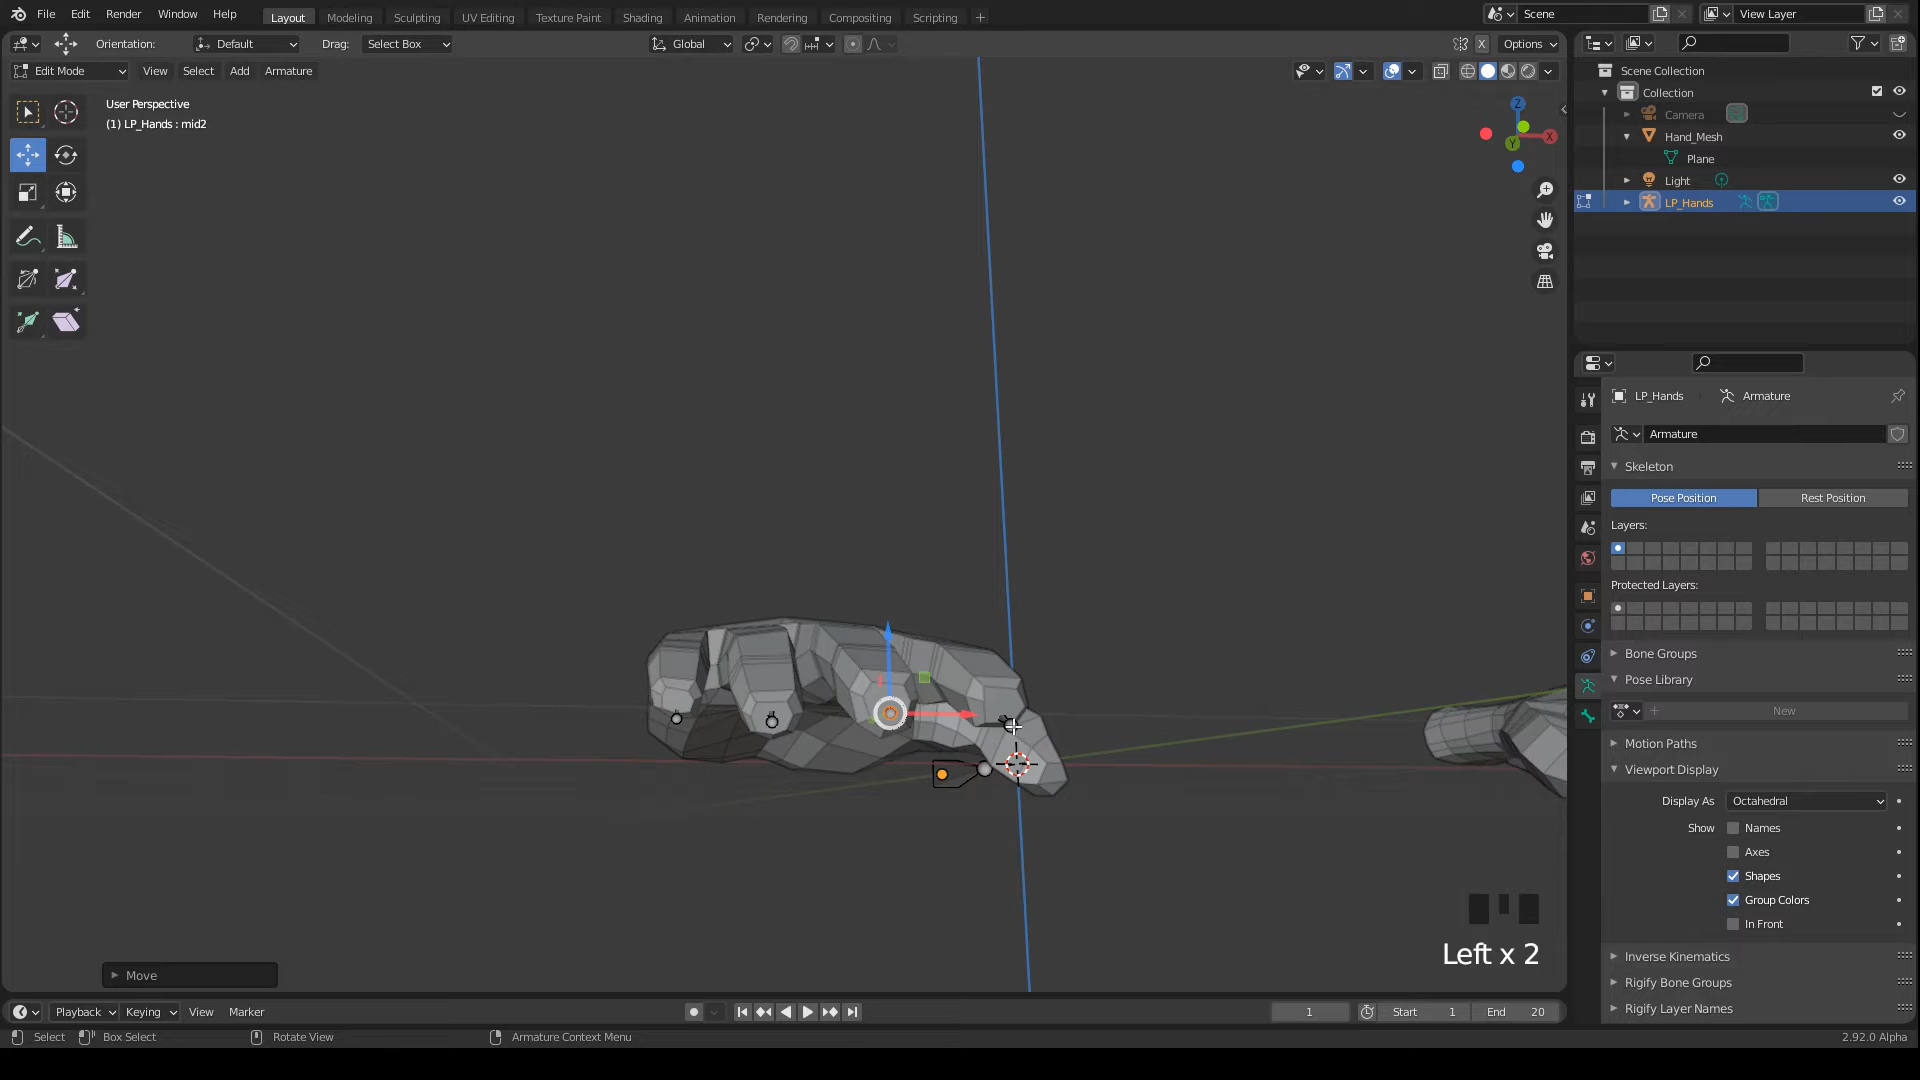 File Edit Render Window Help Layout Modeling Sculpting UV Editing Texture Paint Shading Animation Rendering Compositing Scripting + Scene View Layer
Orientation: Default Drag: Select Box Global X Options
Edit Mode View Select Add Armature
User Perspective
(1) LP_Hands : mid2
Z
X
Y
Scene Collection
Collection
Camera
Hand_Mesh
Plane
Light
LP_Hands
LP_Hands Armature
Armature
Skeleton
Pose Position Rest Position
Layers:
Protected Layers:
Bone Groups
Pose Library
+ New
Motion Paths
Viewport Display
Display As Octahedral
Show Names
Axes
Shapes
Group Colors
In Front
Inverse Kinematics
Rigify Bone Groups
Rigify Layer Names
Left x 2
Move
Playback Keying View Marker 1 Start 1 End 20
Select Box Select Rotate View Armature Context Menu 2.92.0 Alpha